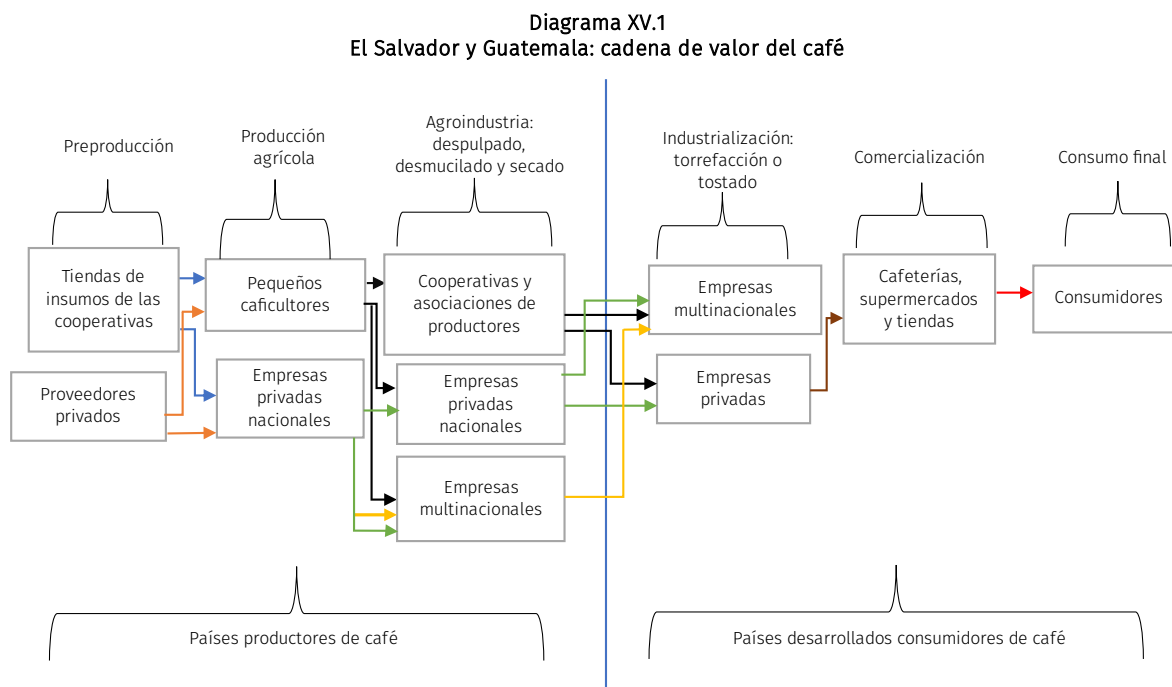 Diagrama XV.1
El Salvador y Guatemala: cadena de valor del café
Preproducción
Producción
agrícola
Agroindustria:
despulpado,
desmucilado y secado
Industrialización:
torrefacción o
tostado
Comercialización
Consumo final
Tiendas de
insumos de las
cooperativas
Proveedores
privados
Pequeños
caficultores
Empresas
privadas
nacionales
Cooperativas y
asociaciones de
productores
Empresas
privadas
nacionales
Empresas
multinacionales
Empresas
multinacionales
Empresas
privadas
Cafeterías,
supermercados
y tiendas
Consumidores
Países productores de café
Países desarrollados consumidores de café